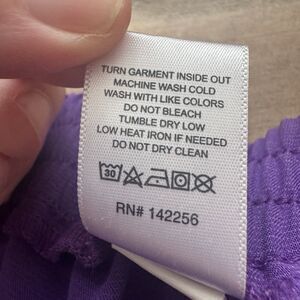 TURN GARMENT INSIDE OUT
MACHINE WASH COLD
WASH WITH LIKE COLORS
DO NOT BLEACH
TUMBLE DRY LOW
LOW HEAT IRON IF NEEDED
DO NOT DRY CLEAN
30
RN# 142256